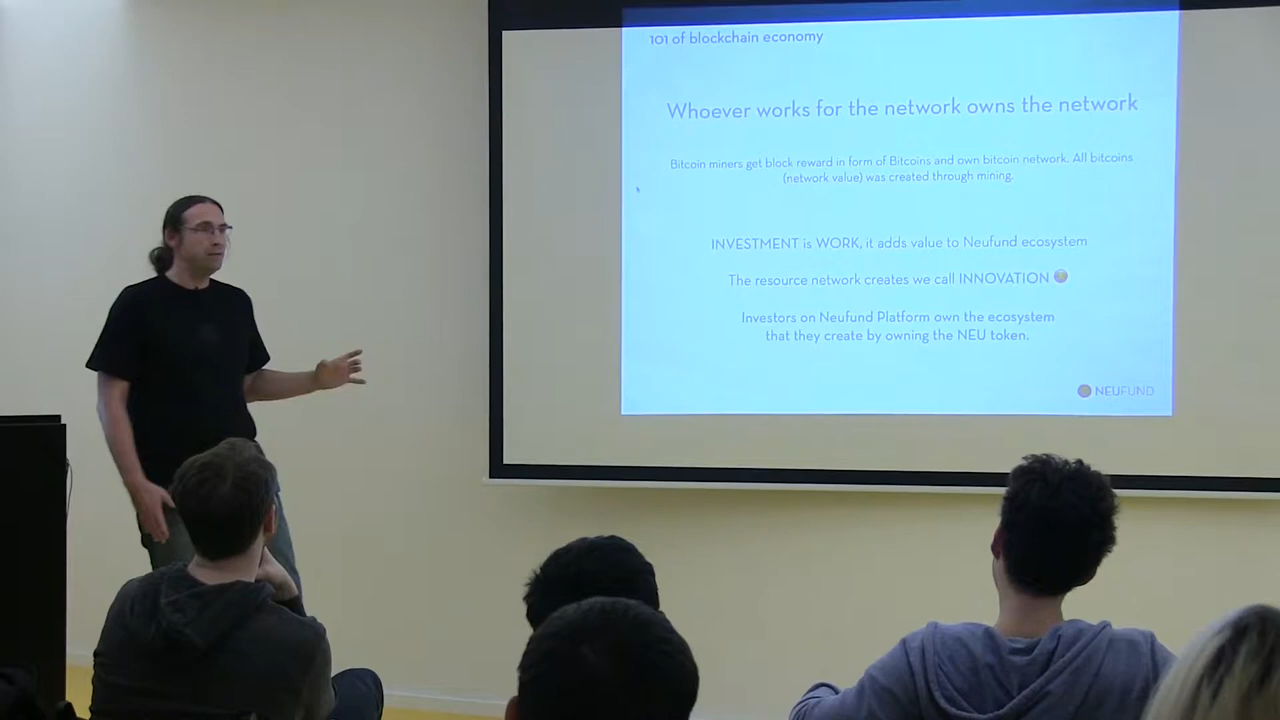 101 of blockchain economy
Whoever works for the network owns the network
Bitcoin miners get block reward in form of Bitcoins and own bitcoin network. All bitcoins
(network value) was created through mining.
INVESTMENT is WORK, it adds value to Neufund ecosystem
The resource network creates we call INNOVATION
Investors on Neufund Platform own the ecosystem
that they create by owning the NEU token.
NEUFUND